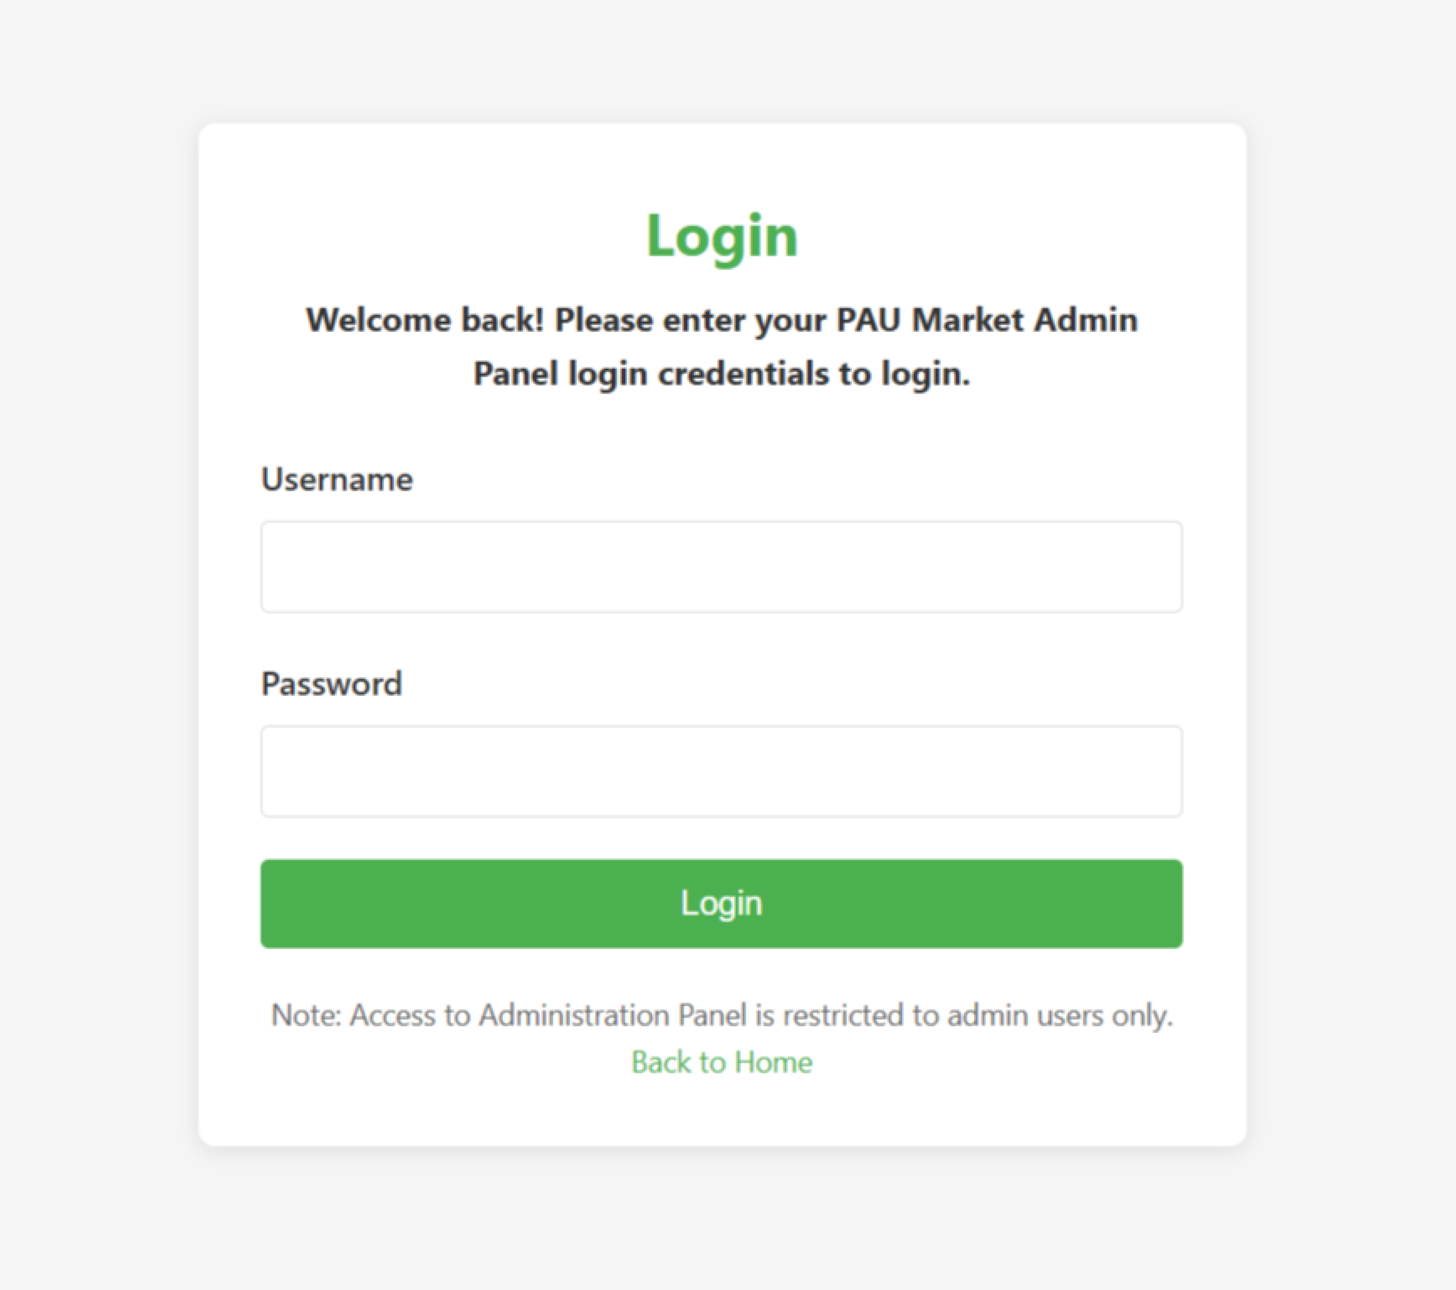 Login
Welcome back! Please enter your PAU Market Admin
Panel login credentials to login.
Username
Password
Login
Note: Access to Administration Panel is restricted to admin users only.
Back to Home